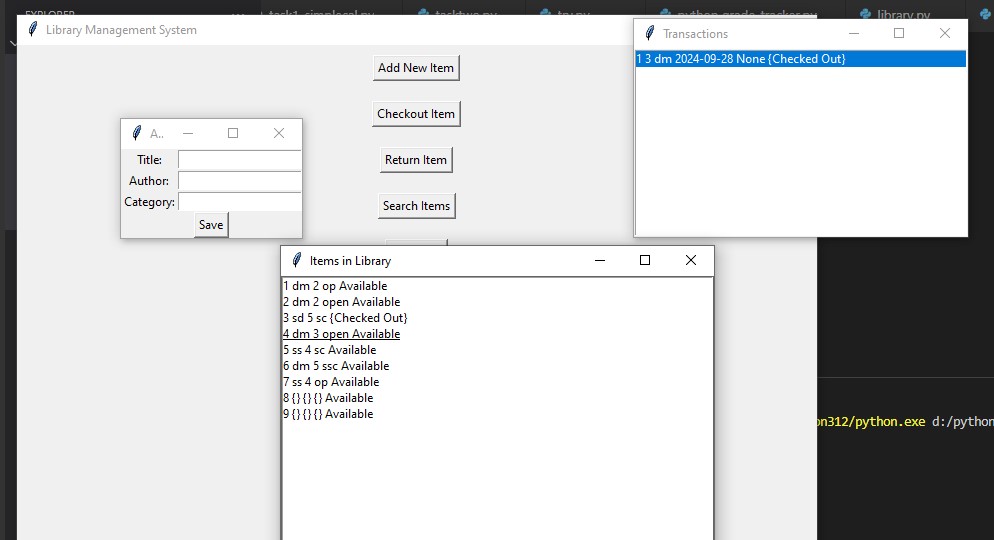 EXPLORER
task1_simplecal.py
tasktwo.py
try.py
python-grade-tracker.py
library.py
Library Management System
Transactions
1 3 dm 2024-09-28 None {Checked Out}
Add New Item
Checkout Item
Return Item
Search Items
A..
Title:
Author:
Category:
Save
Items in Library
1 dm 2 op Available
2 dm 2 open Available
3 sd 5 sc {Checked Out}
4 dm 3 open Available
5 ss 4 sc Available
6 dm 5 ssc Available
7 ss 4 op Available
8 {} {} {} Available
9 {} {} {} Available
on312/python.exe d:/python